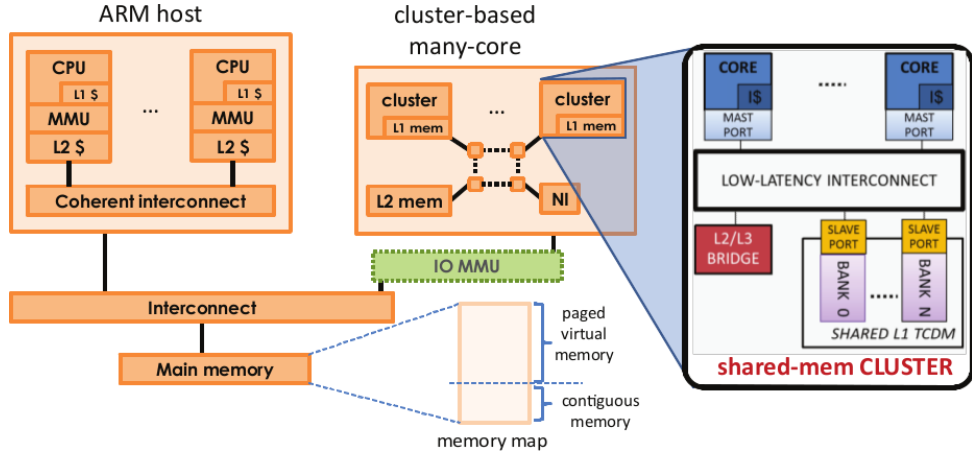 ARM host
CPU
L1 $
MMU
L2 $
...
CPU
L1 $
MMU
L2 $
Coherent interconnect
cluster-based
many-core
cluster
L1 mem
...
cluster
L1 mem
L2 mem
NI
IO MMU
Interconnect
Main memory
paged
virtual
memory
contiguous
memory
memory map
CORE
I$
MAST
PORT
CORE
I$
MAST
PORT
LOW-LATENCY INTERCONNECT
L2/L3
BRIDGE
SLAVE
PORT
SLAVE
PORT
BANK 0
BANK N
SHARED L1 TCDM
shared-mem CLUSTER